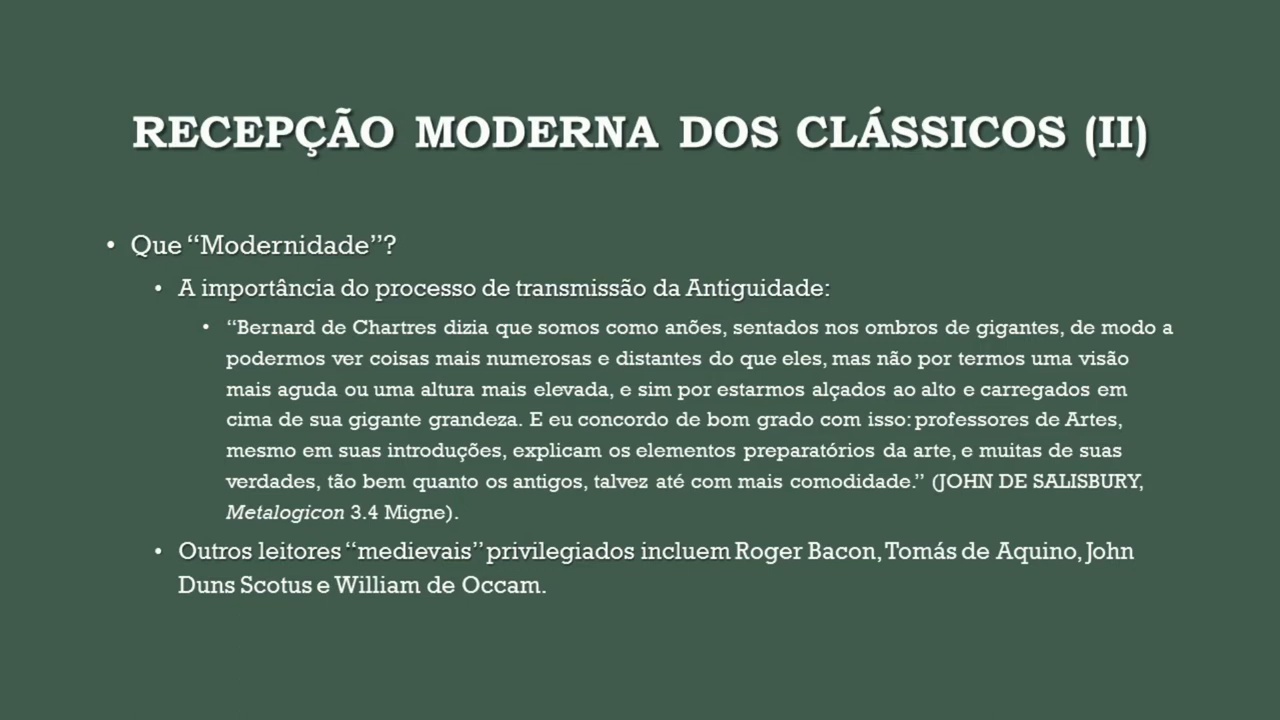 RECEPÇÃO MODERNA DOS CLÁSSICOS (II)
• Que “Modernidade”?
• A importância do processo de transmissão da Antiguidade:
• “Bernard de Chartres dizia que somos como anões, sentados nos ombros de gigantes, de modo a
podermos ver coisas mais numerosas e distantes do que eles, mas não por termos uma visão
mais aguda ou uma altura mais elevada, e sim por estarmos alçados ao alto e carregados em
cima de sua gigante grandeza. E eu concordo de bom grado com isso: professores de Artes,
mesmo em suas introduções, explicam os elementos preparatórios da arte, e muitas de suas
verdades, tão bem quanto os antigos, talvez até com mais comodidade.” (JOHN DE SALISBURY,
Metalogicon 3.4 Migne).
• Outros leitores “medievais” privilegiados incluem Roger Bacon, Tomás de Aquino, John
Duns Scotus e William de Occam.